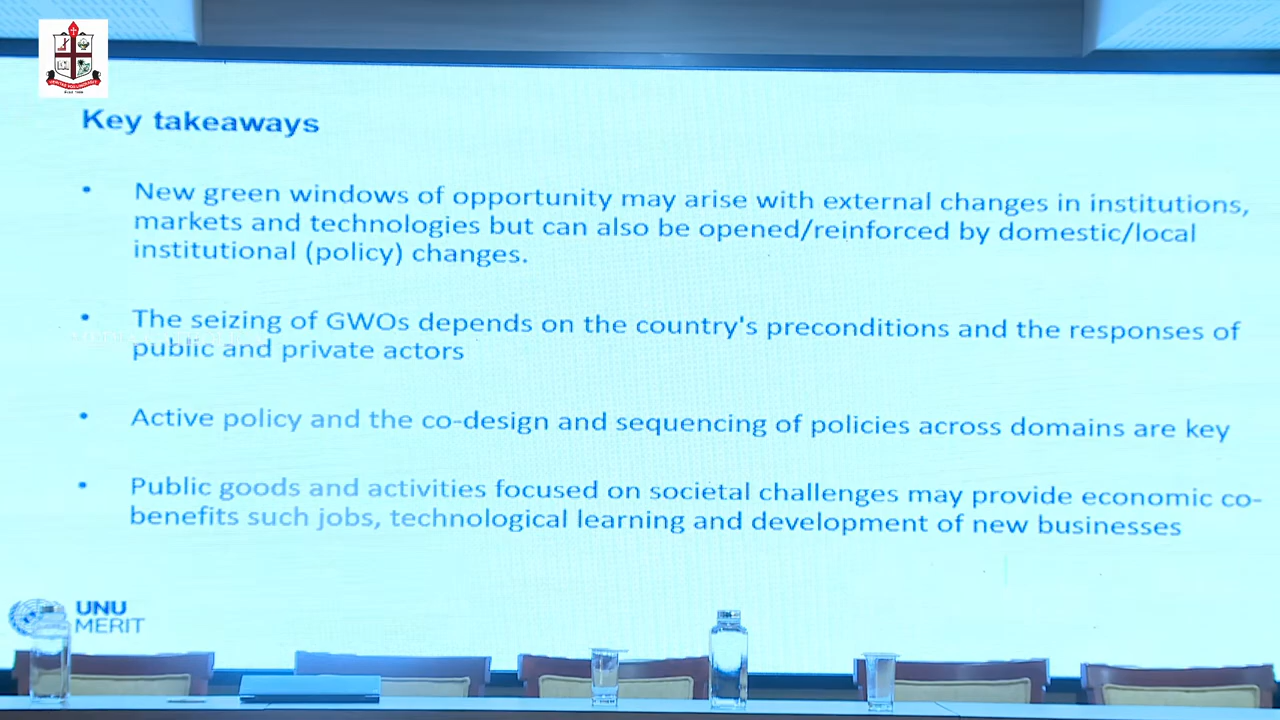 Key takeaways
• New green windows of opportunity may arise with external changes in institutions,
markets and technologies but can also be opened/reinforced by domestic/local
institutional (policy) changes.
• The seizing of GWOs depends on the country's preconditions and the responses of
public and private actors
• Active policy and the co-design and sequencing of policies across domains are key
• Public goods and activities focused on societal challenges may provide economic co-
benefits such jobs, technological learning and development of new businesses
UNU
MERIT